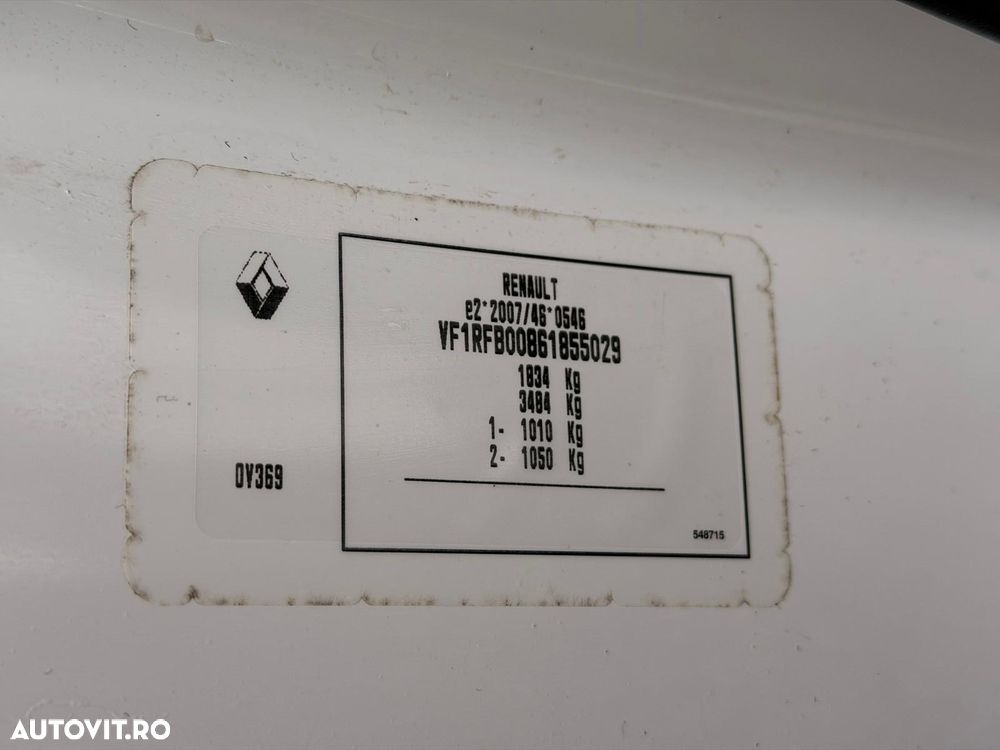 RENAULT
e2*2007/46*0546
VF1RFB00861855029
1834 Kg
3484 Kg
1- 1010 Kg
2- 1050 Kg
DV369
548715
AUTOVIT.RO